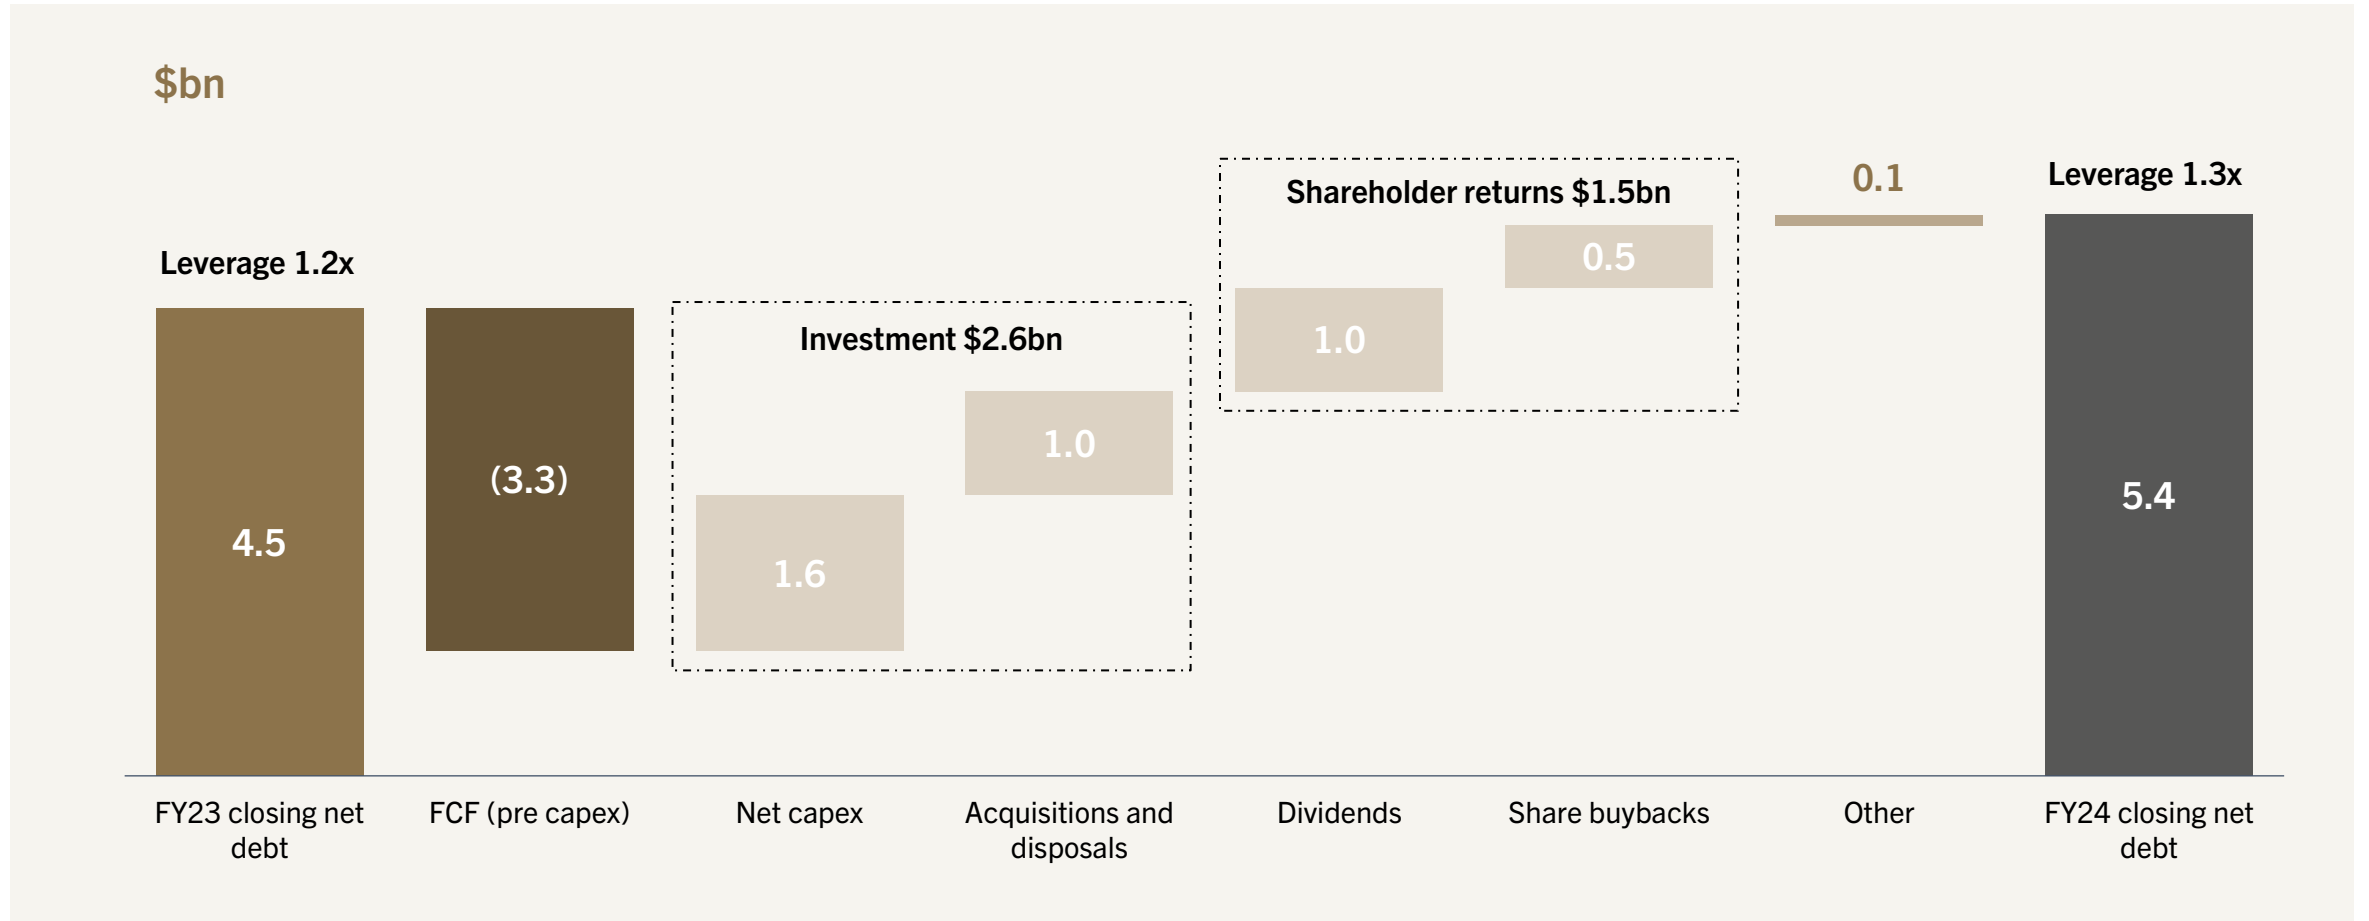 $bn
Leverage 1.2x
4.5
(3.3)
Investment $2.6bn
1.6
1.0
Shareholder returns $1.5bn
1.0
0.5
0.1
Leverage 1.3x
5.4
FY23 closing net
debt
FCF (pre capex)
Net capex
Acquisitions and
disposals
Dividends
Share buybacks
Other
FY24 closing net
debt